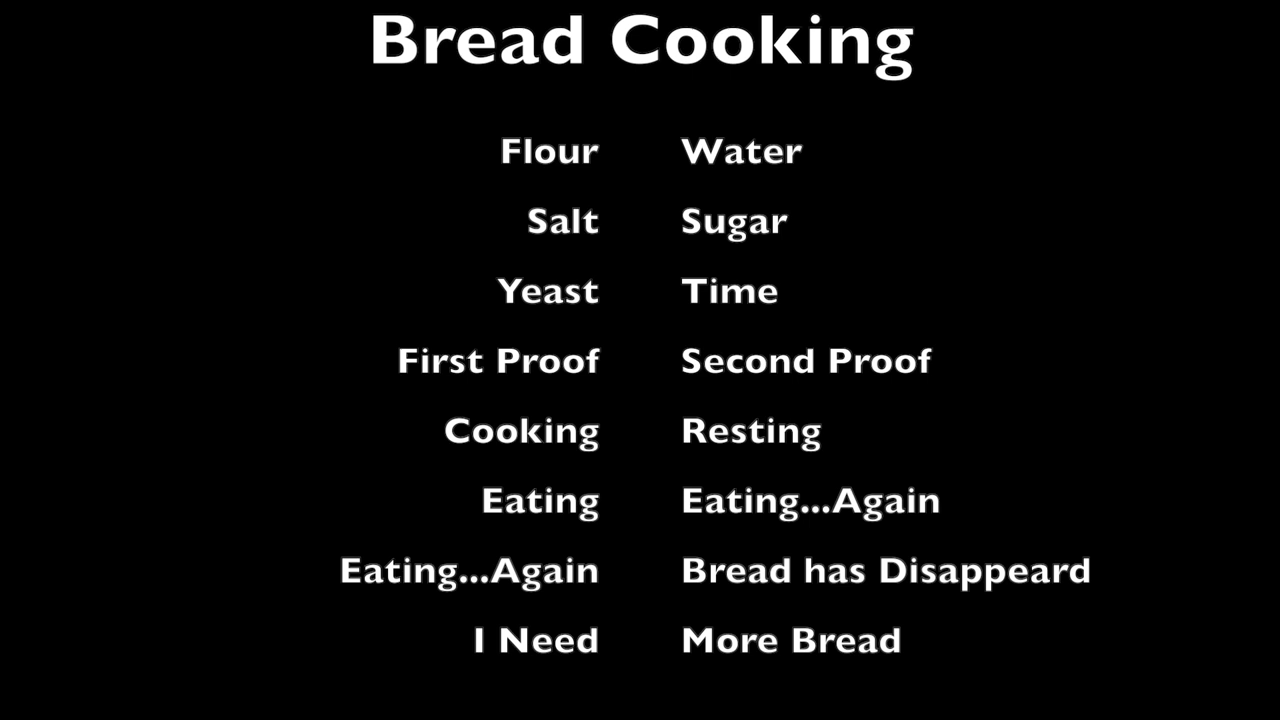 Bread Cooking
Flour Water
Salt Sugar
Yeast Time
First Proof Second Proof
Cooking Resting
Eating Eating...Again
Eating...Again Bread has Disappeard
I Need More Bread